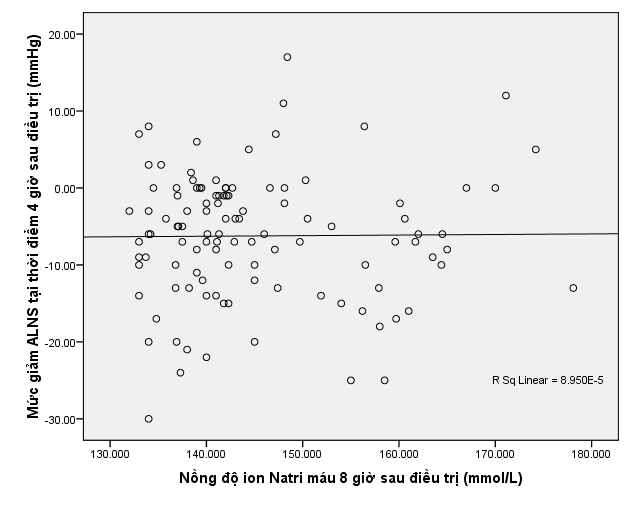 Mức giảm ALNS tại thời điểm 4 giờ sau điều trị (mmHg)
20.00
10.00
0.00
-10.00
-20.00
-30.00
R Sq Linear = 8.950E-5
130.000 140.000 150.000 160.000 170.000 180.000
Nồng độ ion Natri máu 8 giờ sau điều trị (mmol/L)